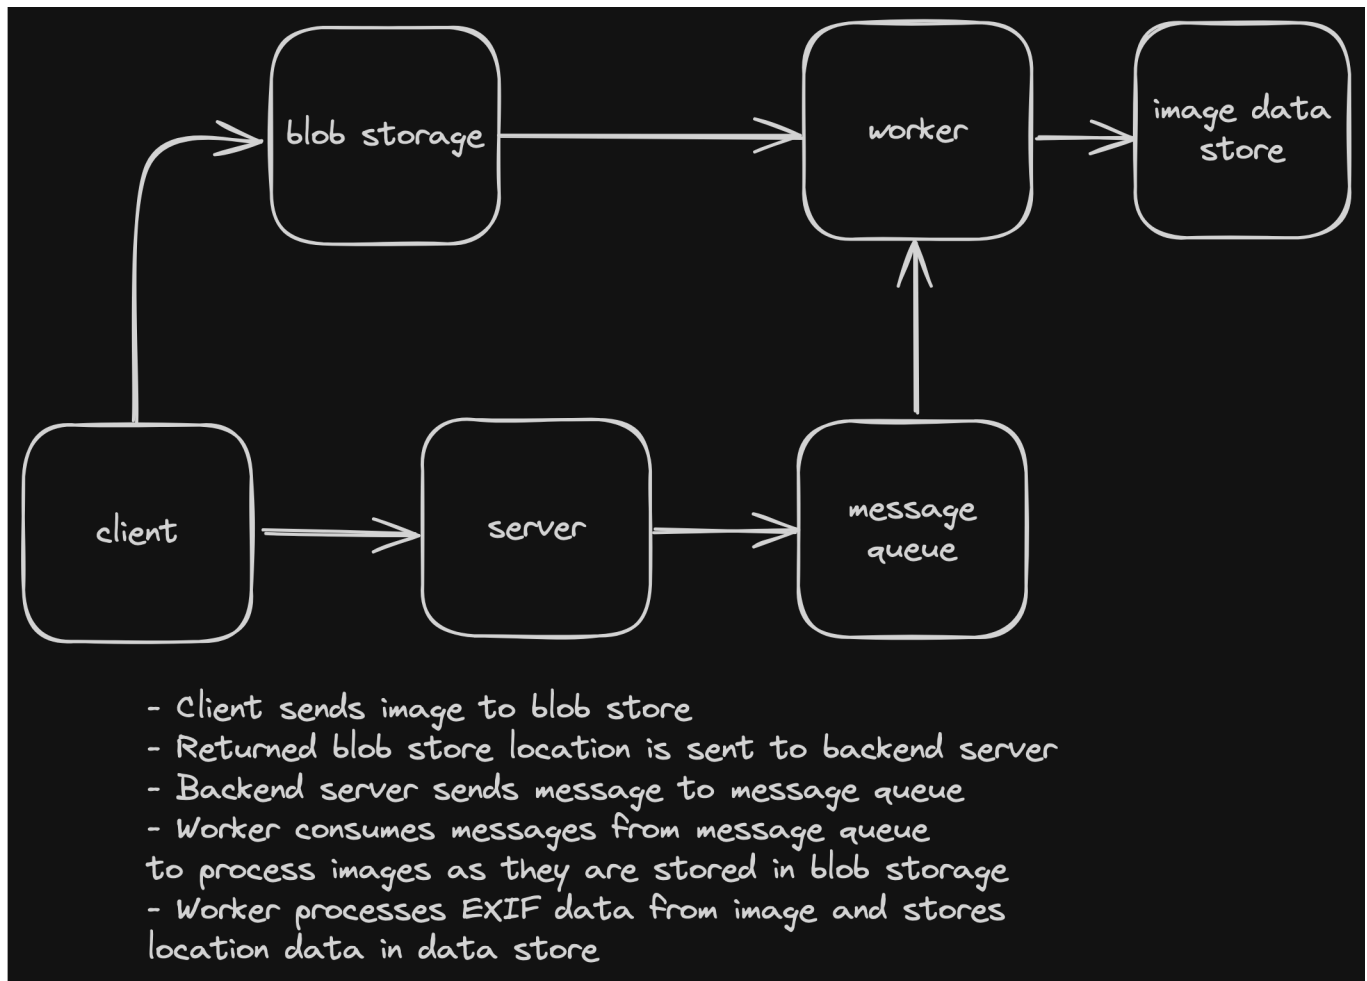 blob storage
worker
image data
store
client
server
message
queue
- Client sends image to blob store
- Returned blob store location is sent to backend server
- Backend server sends message to message queue
- Worker consumes messages from message queue
to process images as they are stored in blob storage
- Worker processes EXIF data from image and stores
location data in data store